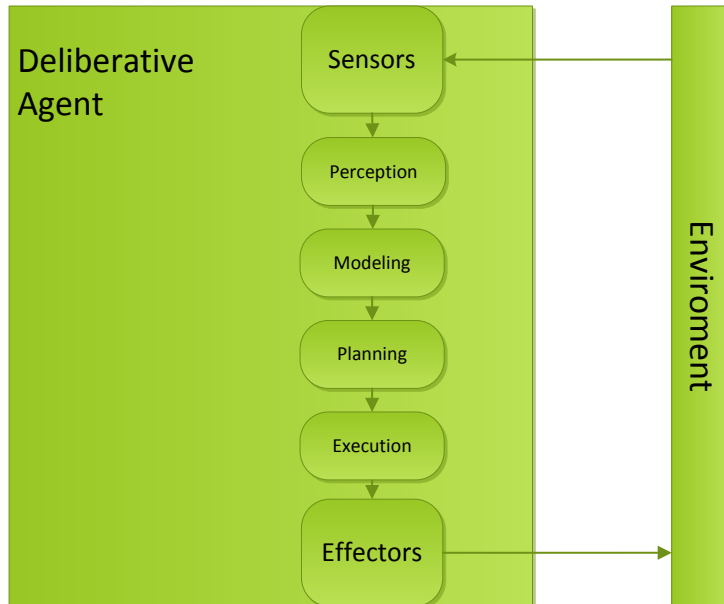 Deliberative
Agent
Sensors
Perception
Modeling
Planning
Execution
Effectors
Enviroment